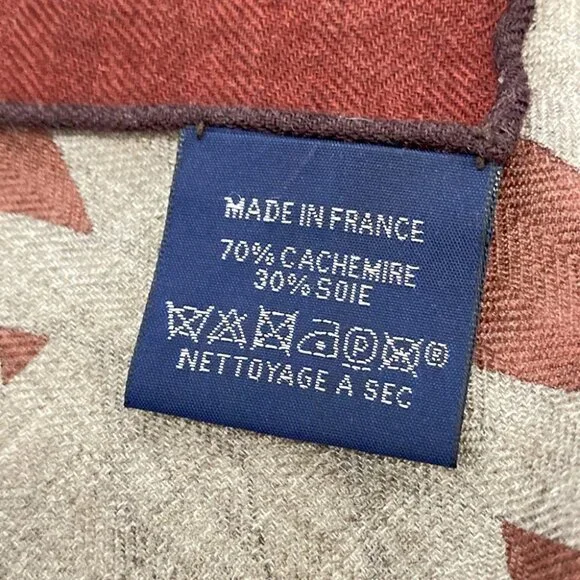 MADE IN FRANCE
70% CACHEMIRE
30% SOIE
P ®
NETTOYAGE A SEC